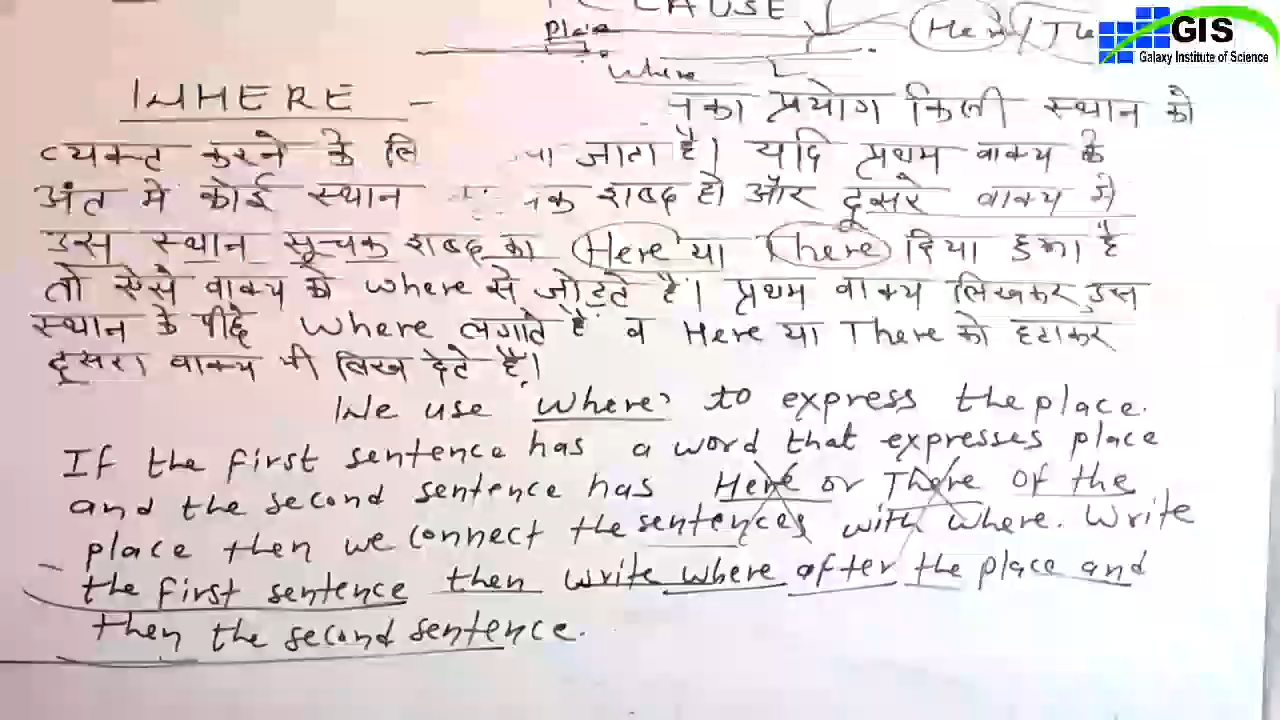 CLAUSE
Place
Here / The
GIS
Galaxy Institute of Science
where
WHERE - का प्रयोग किसी स्थान को
व्यक्त करने के लि जाता है। यदि प्रथम वाक्य के
अंत मे कोई स्थान क शब्द हो और दूसरे वाक्य मे
उस स्थान सूचक शब्द का Here या There दिया हुआ है
तो ऐसे वाक्य को where से जोड़ते है। प्रथम वाक्य लिखकर उस
स्थान के पीछे where लगाते है व Here या There को हटाकर
दूसरा वाक्य भी लिख देते है।
We use where to express the place.
If the first sentence has a word that expresses place
and the second sentence has Here or There of the
place then we connect the sentences with where. Write
the first sentence then write where after the place and
then the second sentence.